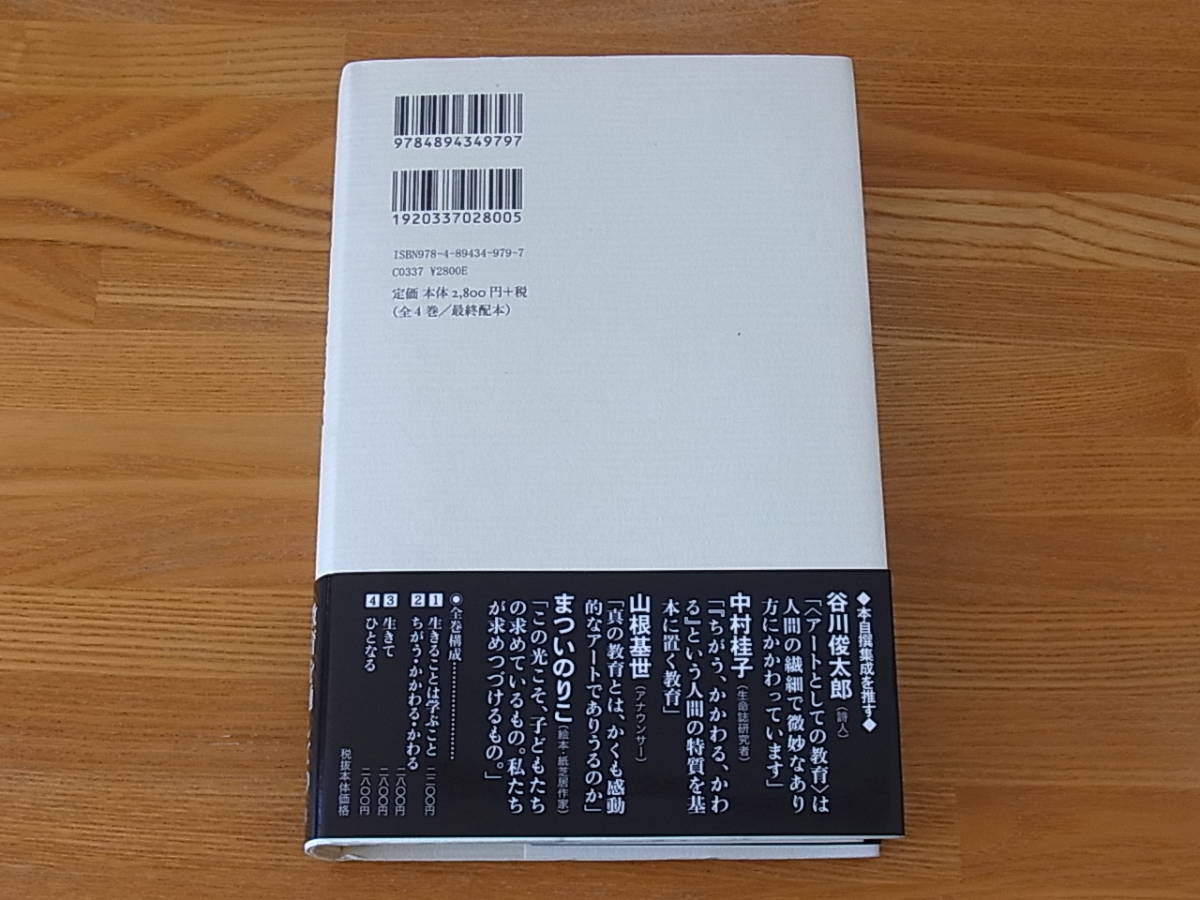 9784894349797
1920337028005
ISBN978-4-89434-979-7
C0337 ¥2800E
定価 本体2,800円+税
(全4巻/最終配本)
◆本自撰集成を推す◆
谷川俊太郎(詩人)
「〈アートとしての教育〉は
人間の繊細で微妙なあり
方にかかわっています」
中村桂子(生命誌研究者)
「『ちがう、かかわる、かわ
る』という人間の特質を基
本に置く教育」
山根基世(アナウンサー)
「真の教育とは、かくも感動
的なアートでありうるのか」
まついのりこ(絵本・紙芝居作家)
「この光こそ、子どもたち
の求めているもの。私たち
が求めつづけるもの。」
◉全巻構成
1 生きることは学ぶこと 二二〇〇円
2 ちがう・かかわる・かわる 二八〇〇円
3 生きて 二八〇〇円
4 ひとなる 二八〇〇円
税抜本体価格